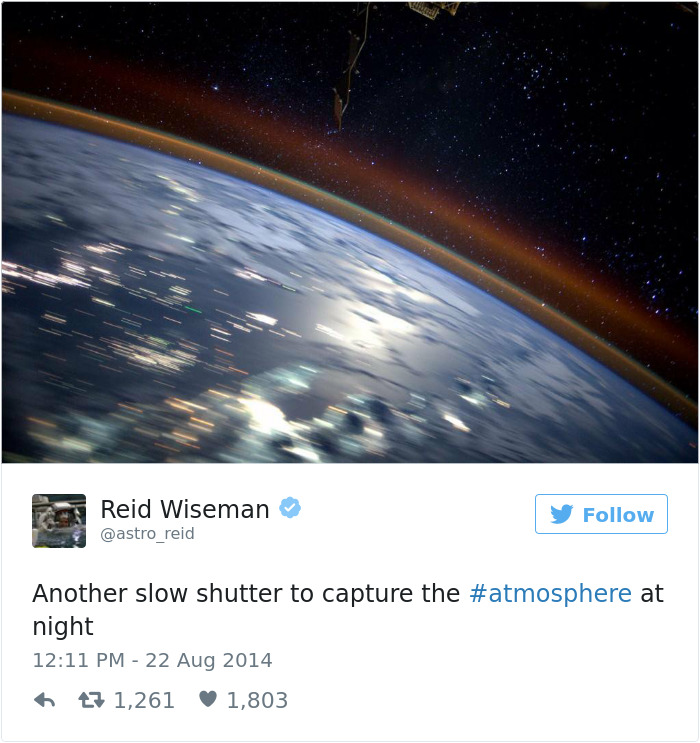 Reid Wiseman
@astro_reid
Follow
Another slow shutter to capture the #atmosphere at
night
12:11 PM - 22 Aug 2014
1,261 1,803